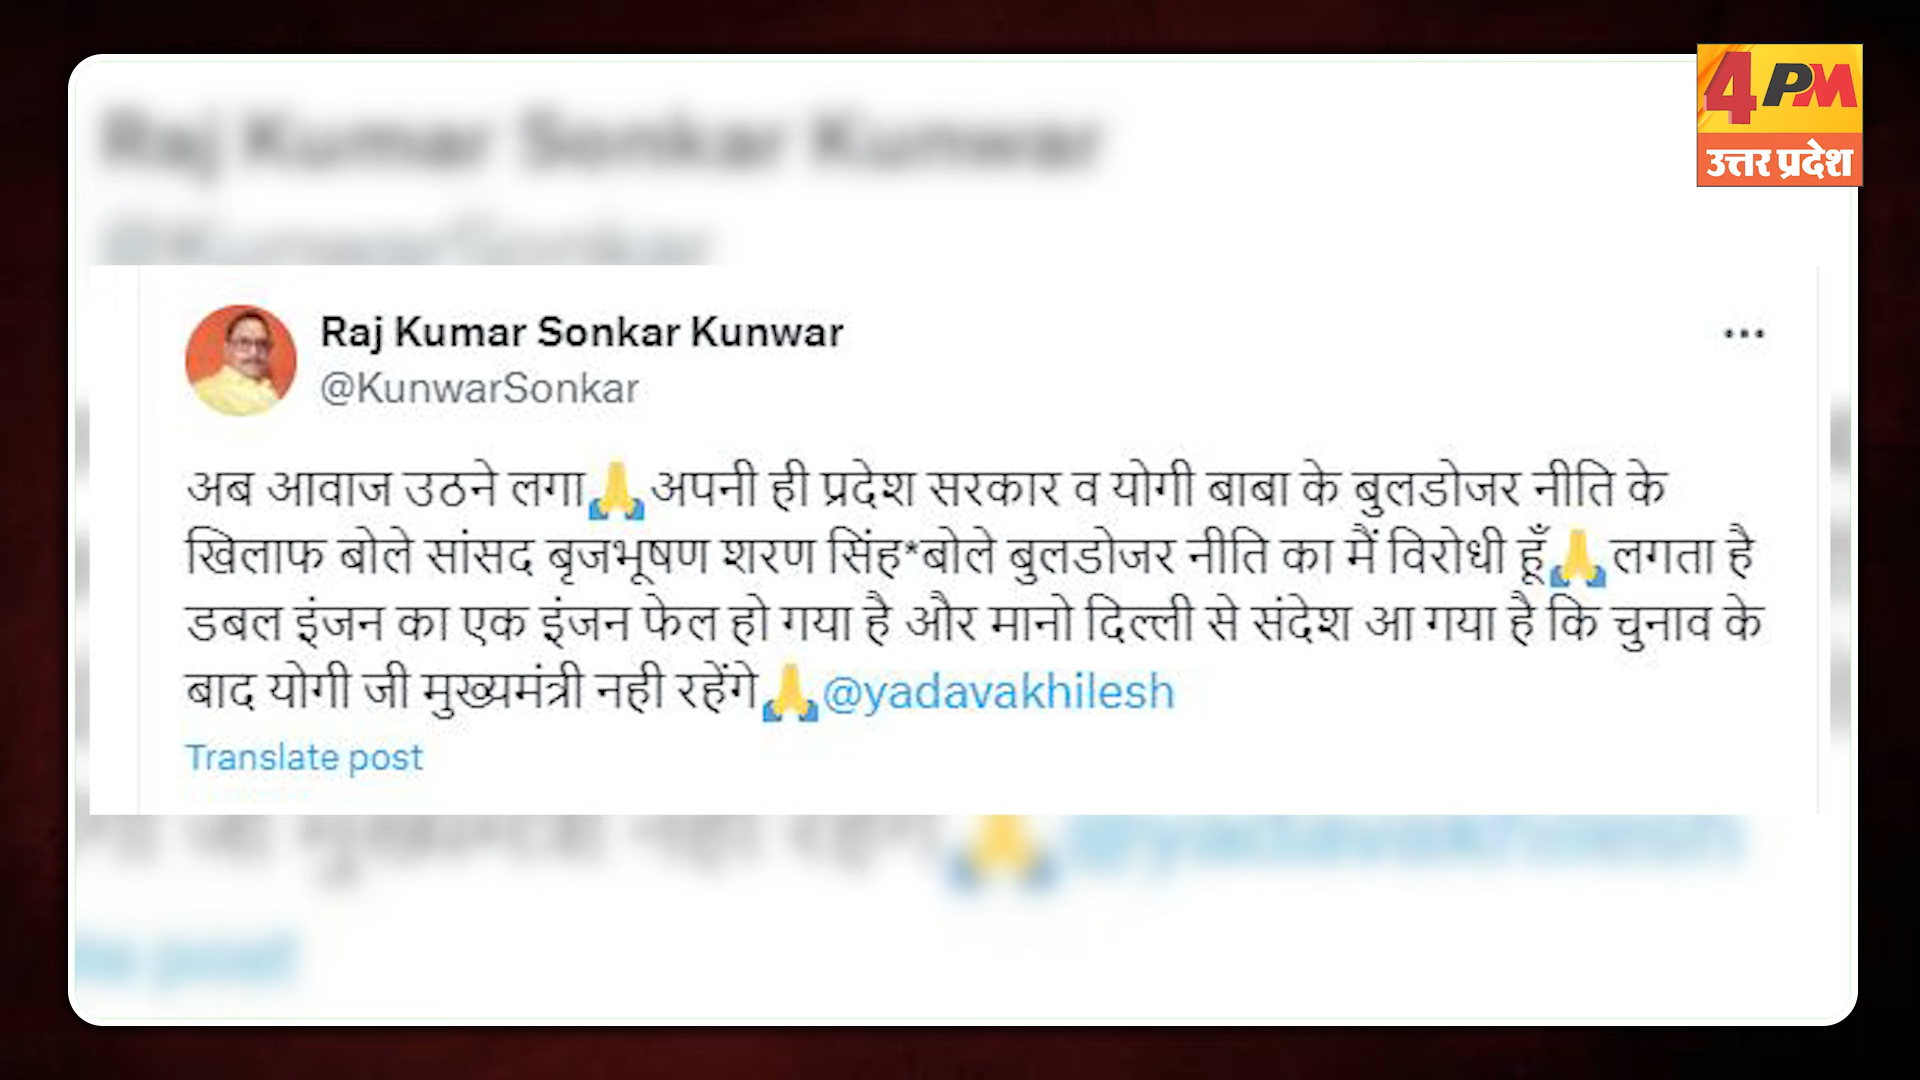 4PM
उत्तर प्रदेश
Raj Kumar Sonkar Kunwar
@KunwarSonkar
Raj Kumar Sonkar Kunwar
@KunwarSonkar
अब आवाज उठने लगा🙏अपनी ही प्रदेश सरकार व योगी बाबा के बुलडोजर नीति के
खिलाफ बोले सांसद बृजभूषण शरण सिंह*बोले बुलडोजर नीति का मैं विरोधी हूँ🙏लगता है
डबल इंजन का एक इंजन फेल हो गया है और मानो दिल्ली से संदेश आ गया है कि चुनाव के
बाद योगी जी मुख्यमंत्री नही रहेंगे🙏@yadavakhilesh
Translate post